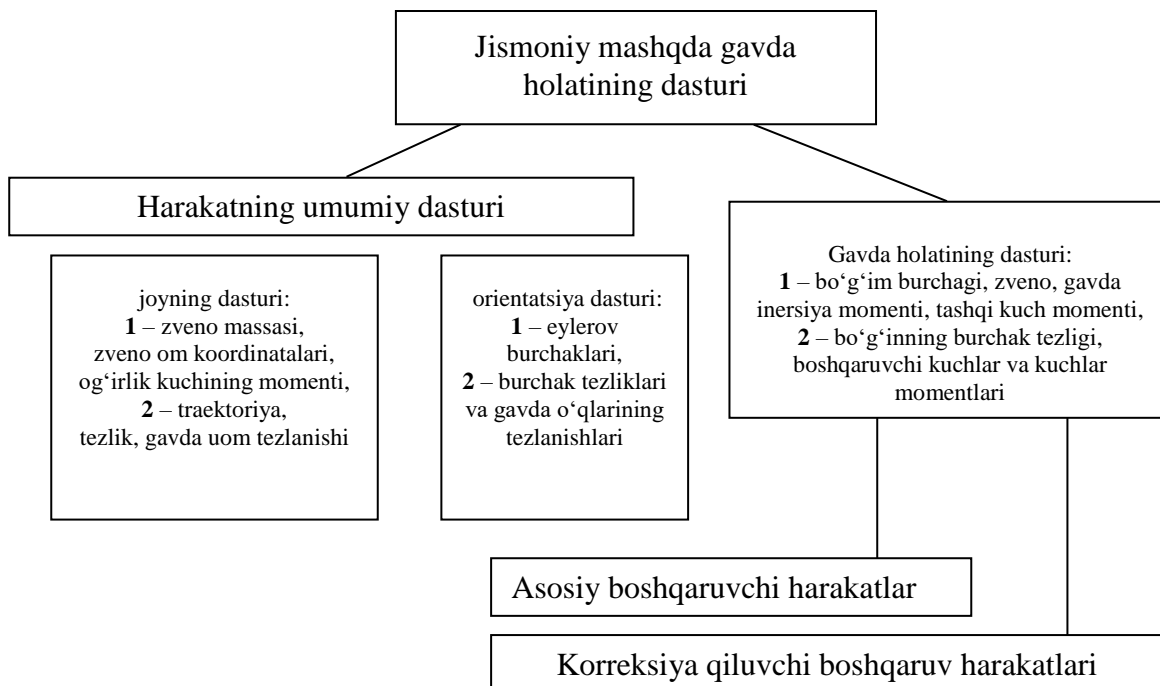 Jismoniy mashqda gavda
holatining dasturi
Harakatning umumiy dasturi
joyning dasturi:
1 – zveno massasi,
zveno om koordinatalari,
og‘irlik kuchining momenti,
2 – traektoriya,
tezlik, gavda uom tezlanishi
orientatsiya dasturi:
1 – eylerov
burchaklari,
2 – burchak tezliklari
va gavda o‘qlarining
tezlanishlari
Gavda holatining dasturi:
1 – bo‘g‘im burchagi, zveno, gavda
inersiya momenti, tashqi kuch momenti,
2 – bo‘g‘inning burchak tezligi,
boshqaruvchi kuchlar va kuchlar
momentlari
Asosiy boshqaruvchi harakatlar
Korreksiya qiluvchi boshqaruv harakatlari